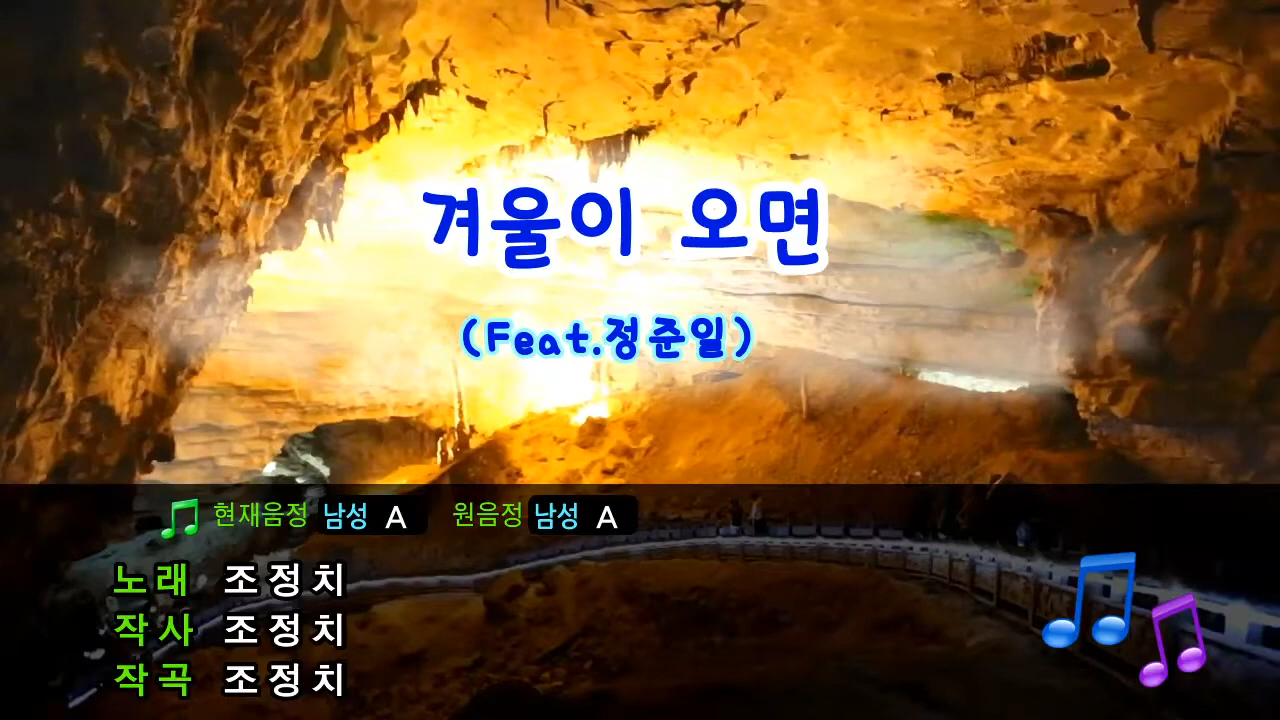 겨울이 오면
(Feat.정준일)
현재음정 남성 A 원음정 남성 A
노래 조정치
작사 조정치
작곡 조정치